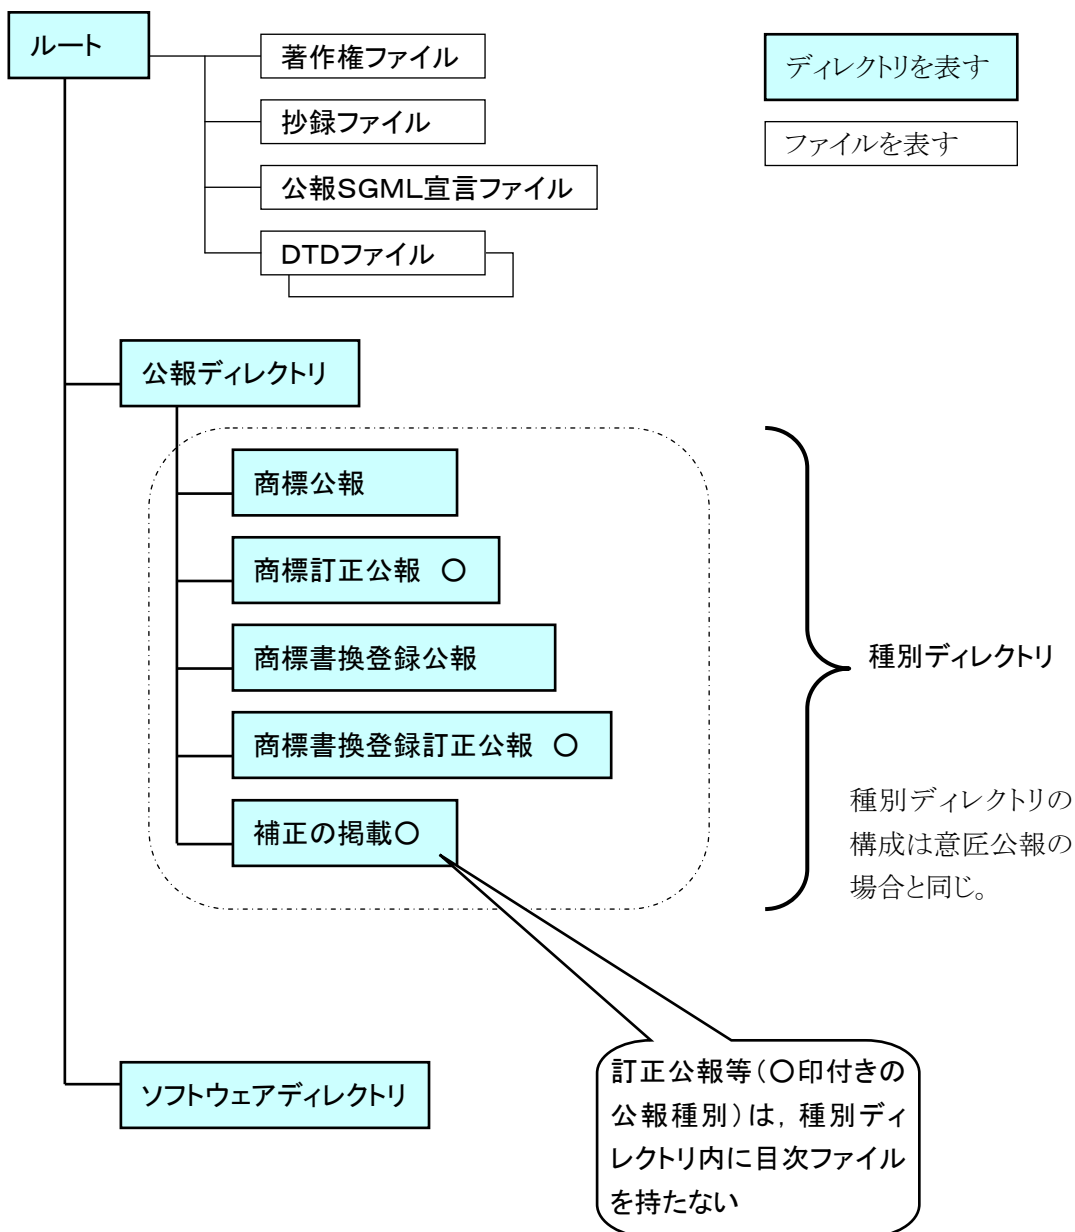 ルート
著作権ファイル
抄録ファイル
公報SGML宣言ファイル
DTDファイル
ディレクトリを表す
ファイルを表す
公報ディレクトリ
商標公報
商標訂正公報 ○
商標書換登録公報
商標書換登録訂正公報 ○
補正の掲載○
種別ディレクトリ
種別ディレクトリの
構成は意匠公報の
場合と同じ。
ソフトウェアディレクトリ
訂正公報等（○印付きの
公報種別）は，種別ディ
レクトリ内に目次ファイル
を持たない